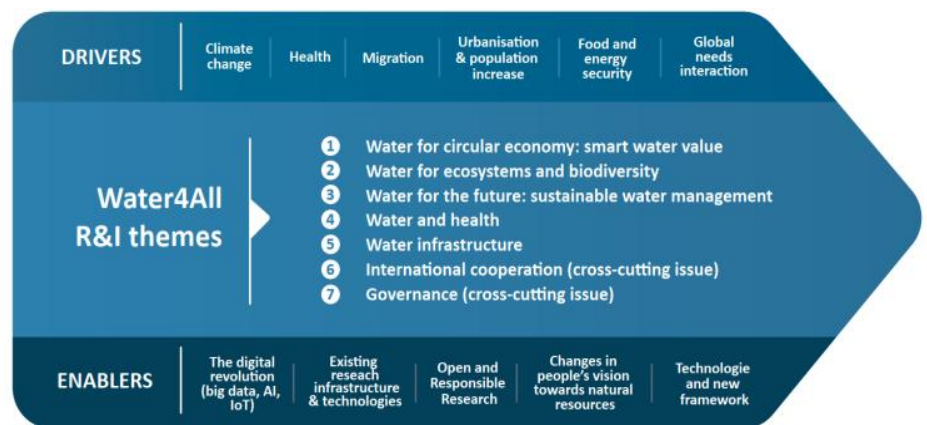 DRIVERS
Climate
change
Health
Migration
Urbanisation
& population
increase
Food and
energy
security
Global
needs
interaction
Water4All
R&I themes
1 Water for circular economy: smart water value
2 Water for ecosystems and biodiversity
3 Water for the future: sustainable water management
4 Water and health
5 Water infrastructure
6 International cooperation (cross-cutting issue)
7 Governance (cross-cutting issue)
ENABLERS
The digital
revolution
(big data, AI,
IoT)
Existing
reseach
infrastructure
& technologies
Open and
Responsible
Research
Changes in
people's vision
towards natural
resources
Technologie
and new
framework